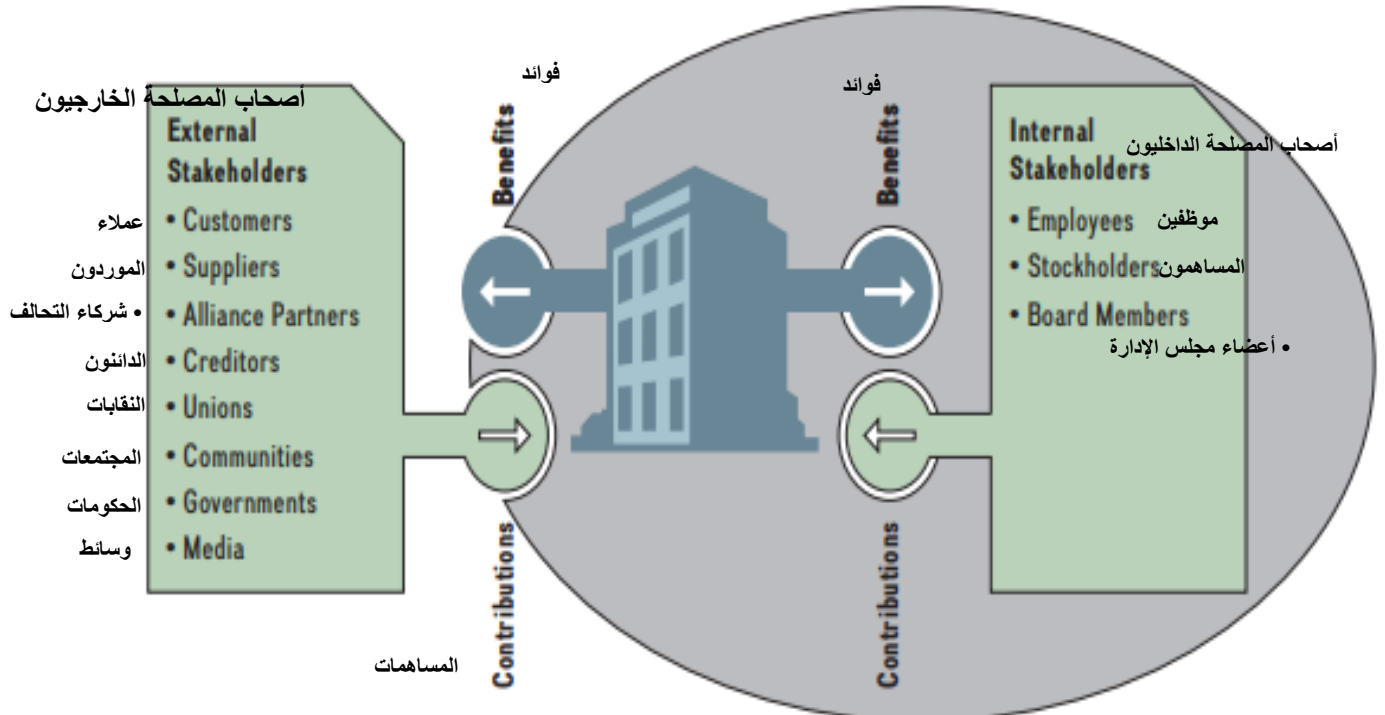 فوائد
فوائد
أصحاب المصلحة الخارجيون
External
Stakeholders
عملاء • Customers
الموردون • Suppliers
• شركاء التحالف • Alliance Partners
الدائنون • Creditors
النقابات • Unions
المجتمعات • Communities
الحكومات • Governments
وسائط • Media
Benefits
Contributions
المساهمات
Benefits
Contributions
Internal
Stakeholders
أصحاب المصلحة الداخليون
• Employees موظفين
• Stockholders المساهمون
• Board Members
• أعضاء مجلس الإدارة